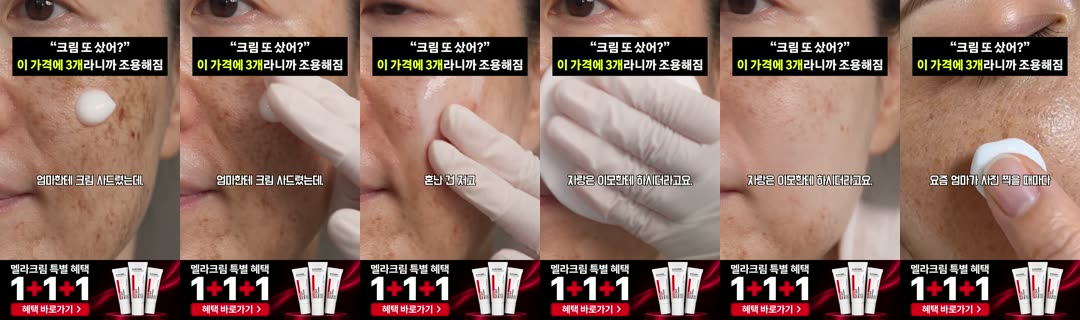 “크림 또 샀어?”
이 가격에 3개라니까 조용해짐
엄마한테 크림 사드렸는데,
멜라크림 특별 혜택
1+1+1
혜택 바로가기 >
“크림 또 샀어?”
이 가격에 3개라니까 조용해짐
엄마한테 크림 사드렸는데,
멜라크림 특별 혜택
1+1+1
혜택 바로가기 >
“크림 또 샀어?”
이 가격에 3개라니까 조용해짐
혼난 건 저고
멜라크림 특별 혜택
1+1+1
혜택 바로가기 >
“크림 또 샀어?”
이 가격에 3개라니까 조용해짐
자랑은 이모한테 하시더라고요.
멜라크림 특별 혜택
1+1+1
혜택 바로가기 >
“크림 또 샀어?”
이 가격에 3개라니까 조용해짐
자랑은 이모한테 하시더라고요.
멜라크림 특별 혜택
1+1+1
혜택 바로가기 >
“크림 또 샀어?”
이 가격에 3개라니까 조용해짐
요즘 엄마가 사진 찍을 때마다
멜라크림 특별 혜택
1+1+1
혜택 바로가기 >